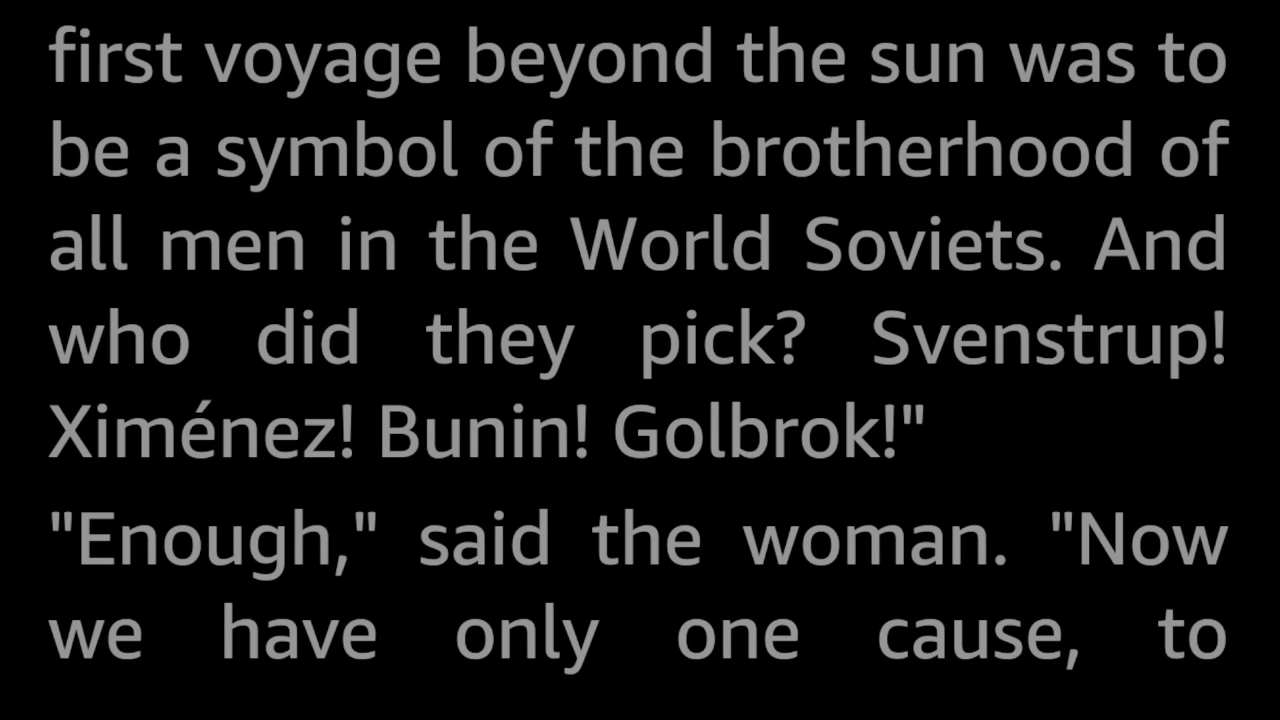 first voyage beyond the sun was to
be a symbol of the brotherhood of
all men in the World Soviets. And
who did they pick? Svenstrup!
Ximénez! Bunin! Golbrok!"
"Enough," said the woman. "Now
we have only one cause, to